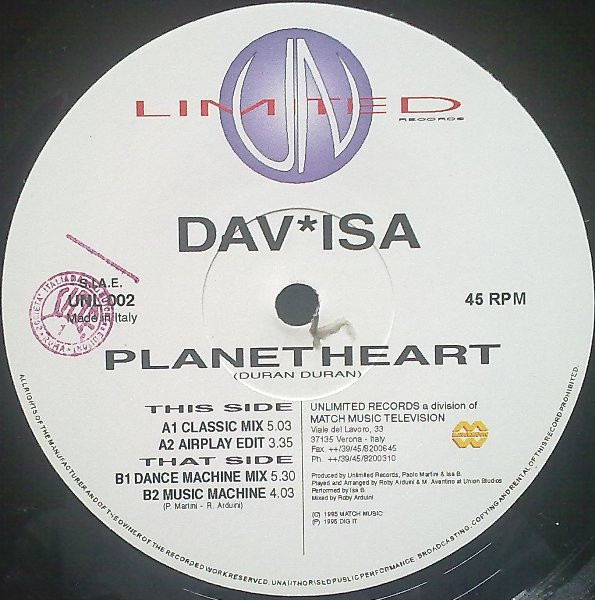 UN
LIMITED
RECORDS
DAV*ISA
S.I.A.E.
UNL 002
Made in Italy
45 RPM
PLANET HEART
(DURAN DURAN)
THIS SIDE
A1 CLASSIC MIX 5.03
A2 AIRPLAY EDIT 3.35
THAT SIDE
B1 DANCE MACHINE MIX 5.30
B2 MUSIC MACHINE 4.03
(P. Martini - R. Arduini)
UNLIMITED RECORDS a division of
MATCH MUSIC TELEVISION
Viale del Lavoro, 33
37135 Verona - Italy
Fax ++/39/45/8200645
Ph. ++/39/45/8200310
Produced by Unlimited Records, Paolo Martini & Isa B.
Played and Arranged by Roby Arduini & M. Avantino at Union Studios
Performed by Isa B.
Mixed by Roby Arduini
(C) 1995 MATCH MUSIC
(P) 1995 DIG IT
ALL RIGHTS OF THE MANUFACTURER AND OF THE OWNER OF THE RECORDED WORK RESERVED. UNAUTHORISED PUBLIC PERFORMANCE. BROADCASTING. COPYING AND RENTAL OF THIS RECORD PROHIBITED.